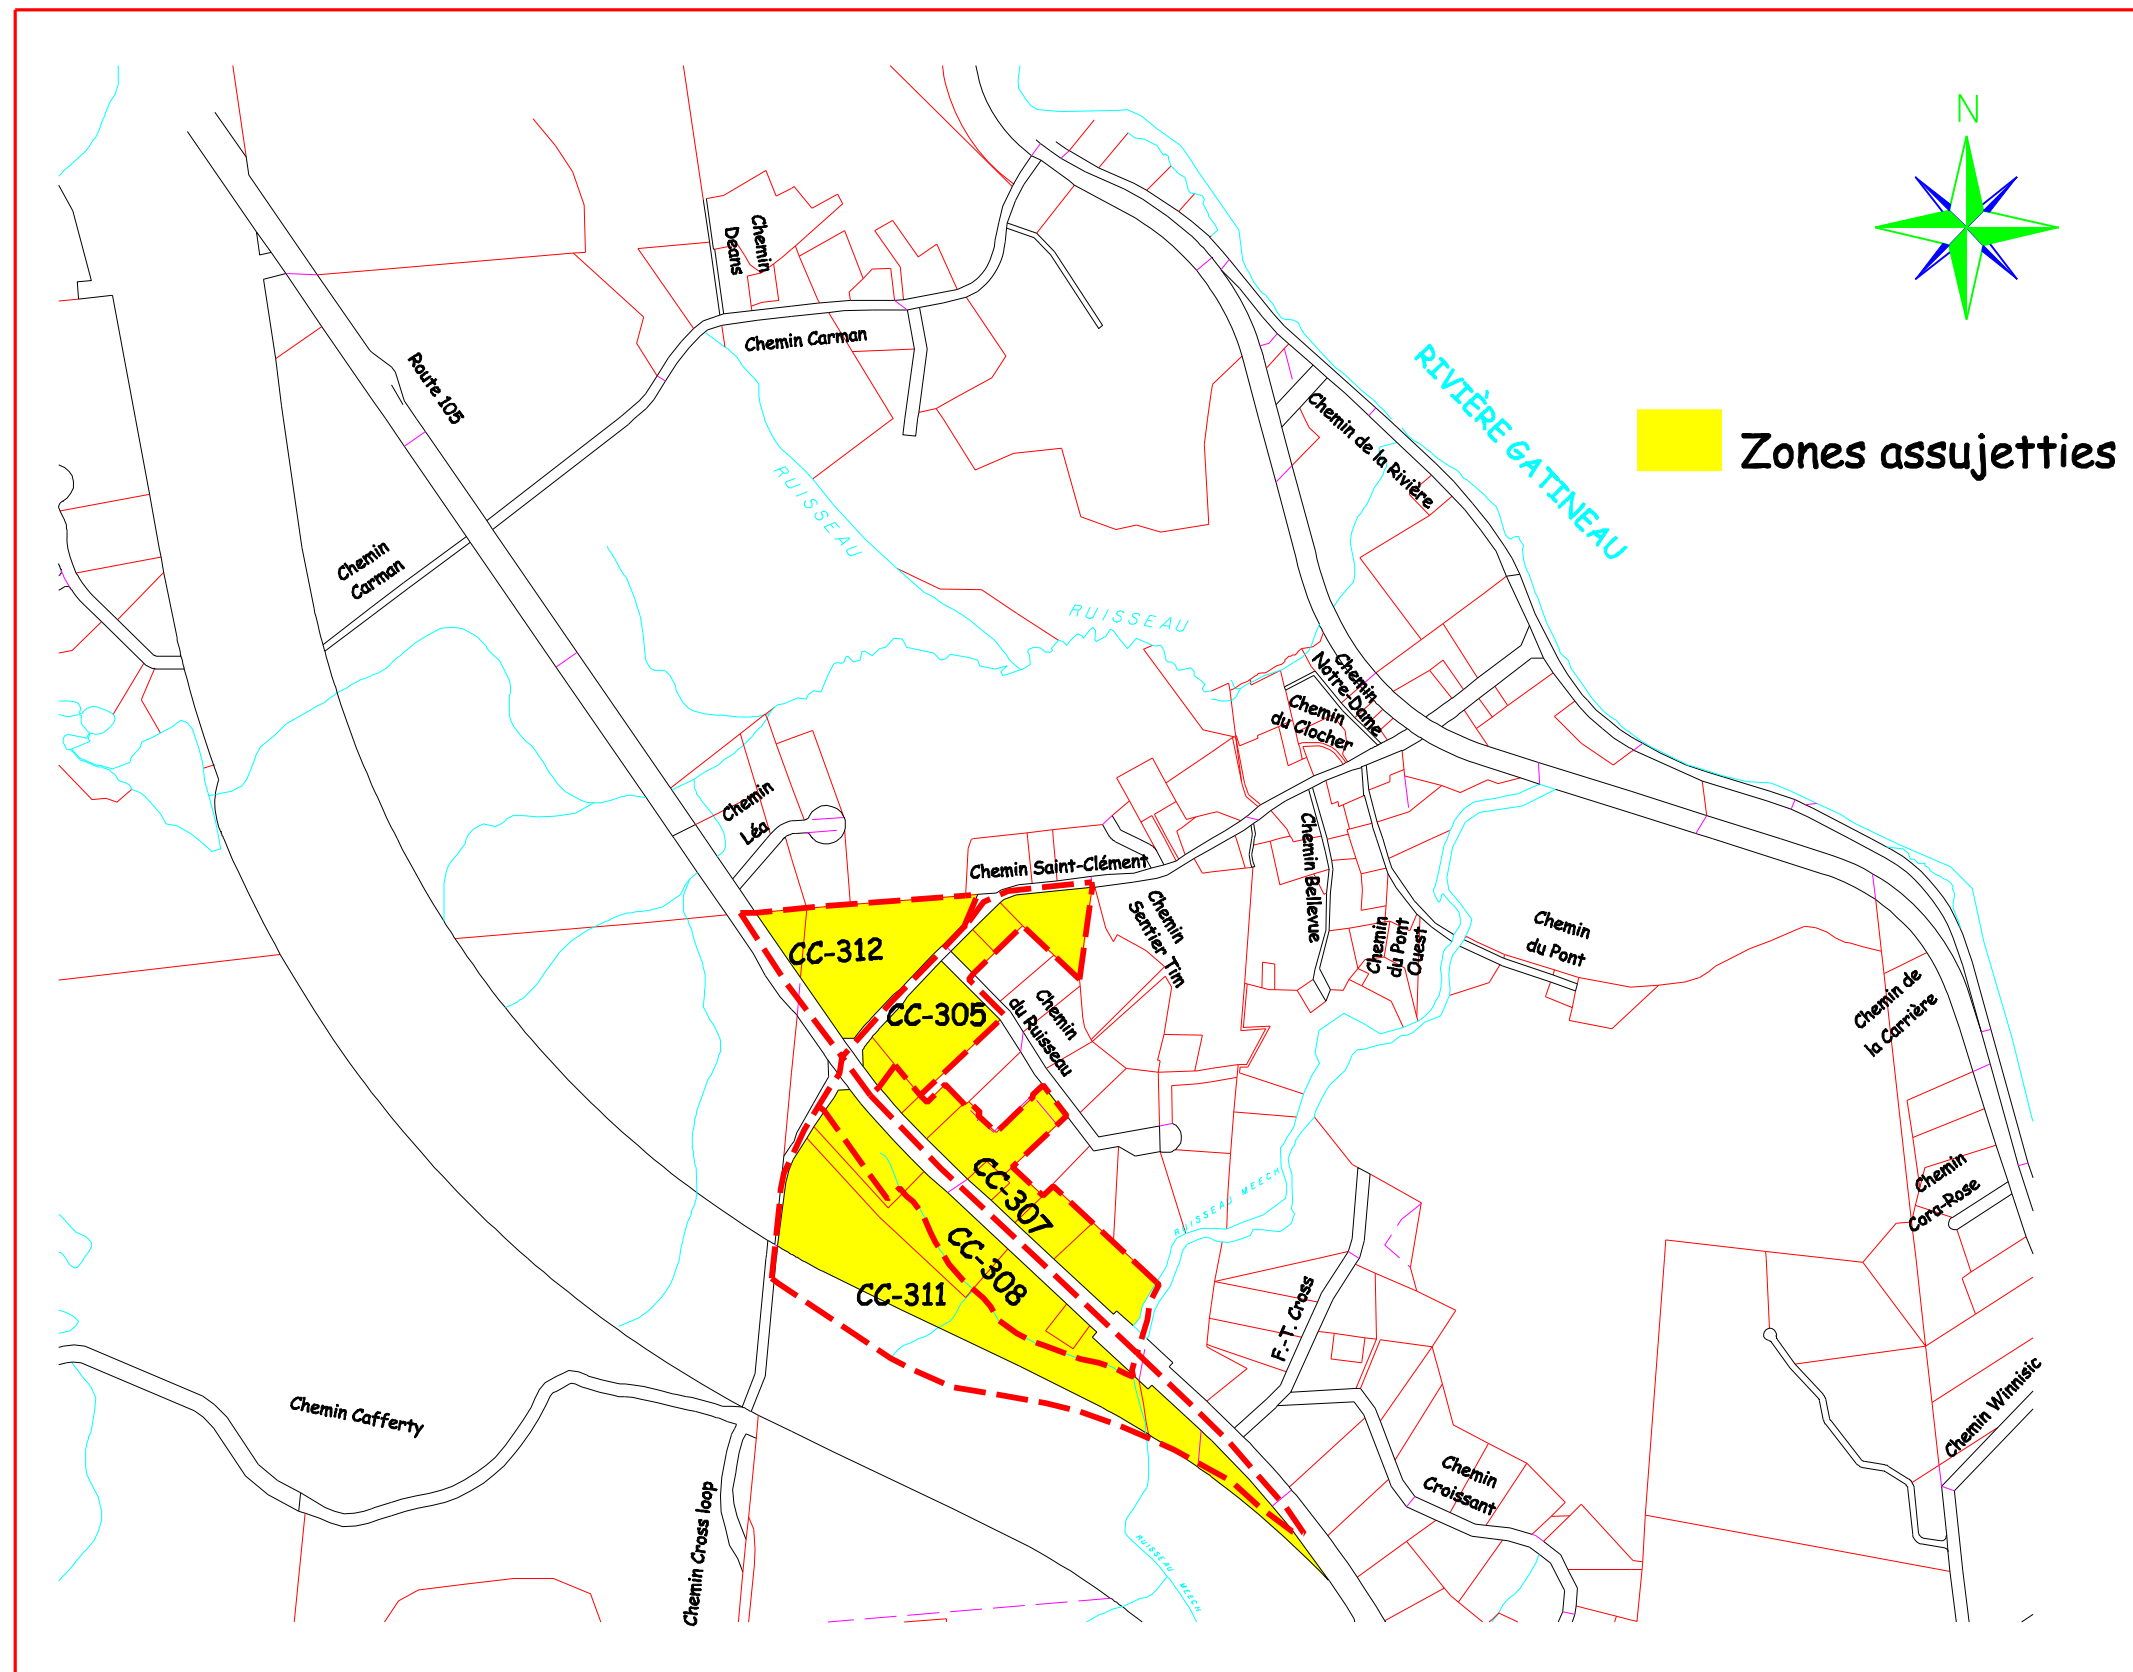 N
Chemin
Deans
Chemin Carman
Route 105
RIVIÈRE GATINEAU
Chemin de la Rivière
Zones assujetties
RUISSEAU
Chemin
Carman
RUISSEAU
Chemin
Notre-Dame
Chemin
du Clocher
Chemin
Léa
Chemin Saint-Clément
Chemin Bellevue
Chemin
Sentier Tim
Chemin
du Pont
Ouest
Chemin
du Pont
CC-312
CC-305
Chemin
du Ruisseau
Chemin de
la Carrière
CC-307
RUISSEAU MEECH
Chemin
Cora-Rose
CC-308
CC-311
F.-T. Cross
Chemin Cafferty
Chemin Winnisic
Chemin
Croissant
Chemin Cross loop
RUISSEAU MEECH